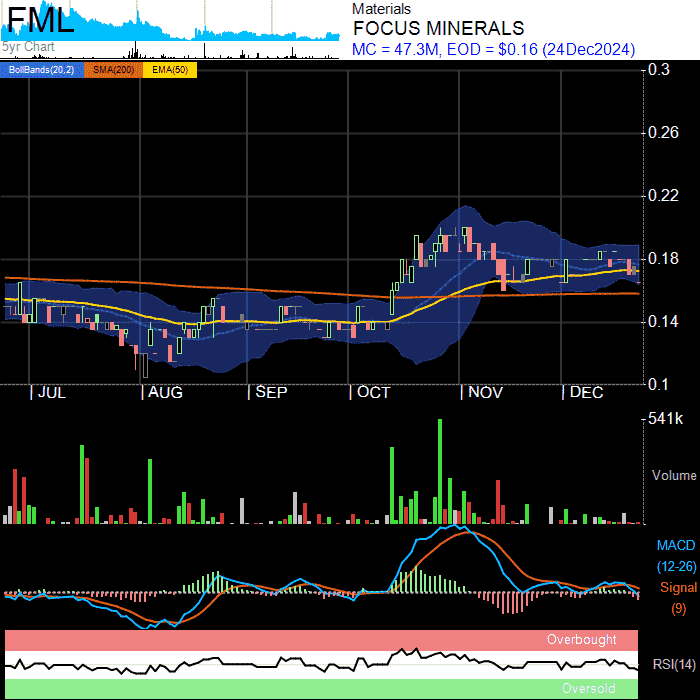 FML
5yr Chart
Materials
FOCUS MINERALS
MC = 47.3M, EOD = $0.16 (24Dec2024)
BollBands(20,2) SMA(200) EMA(50)
0.3
0.26
0.22
0.18
0.14
0.1
| JUL | AUG | SEP | OCT | NOV | DEC
541k
Volume
MACD
(12-26)
Signal
(9)
Overbought
RSI(14)
Oversold